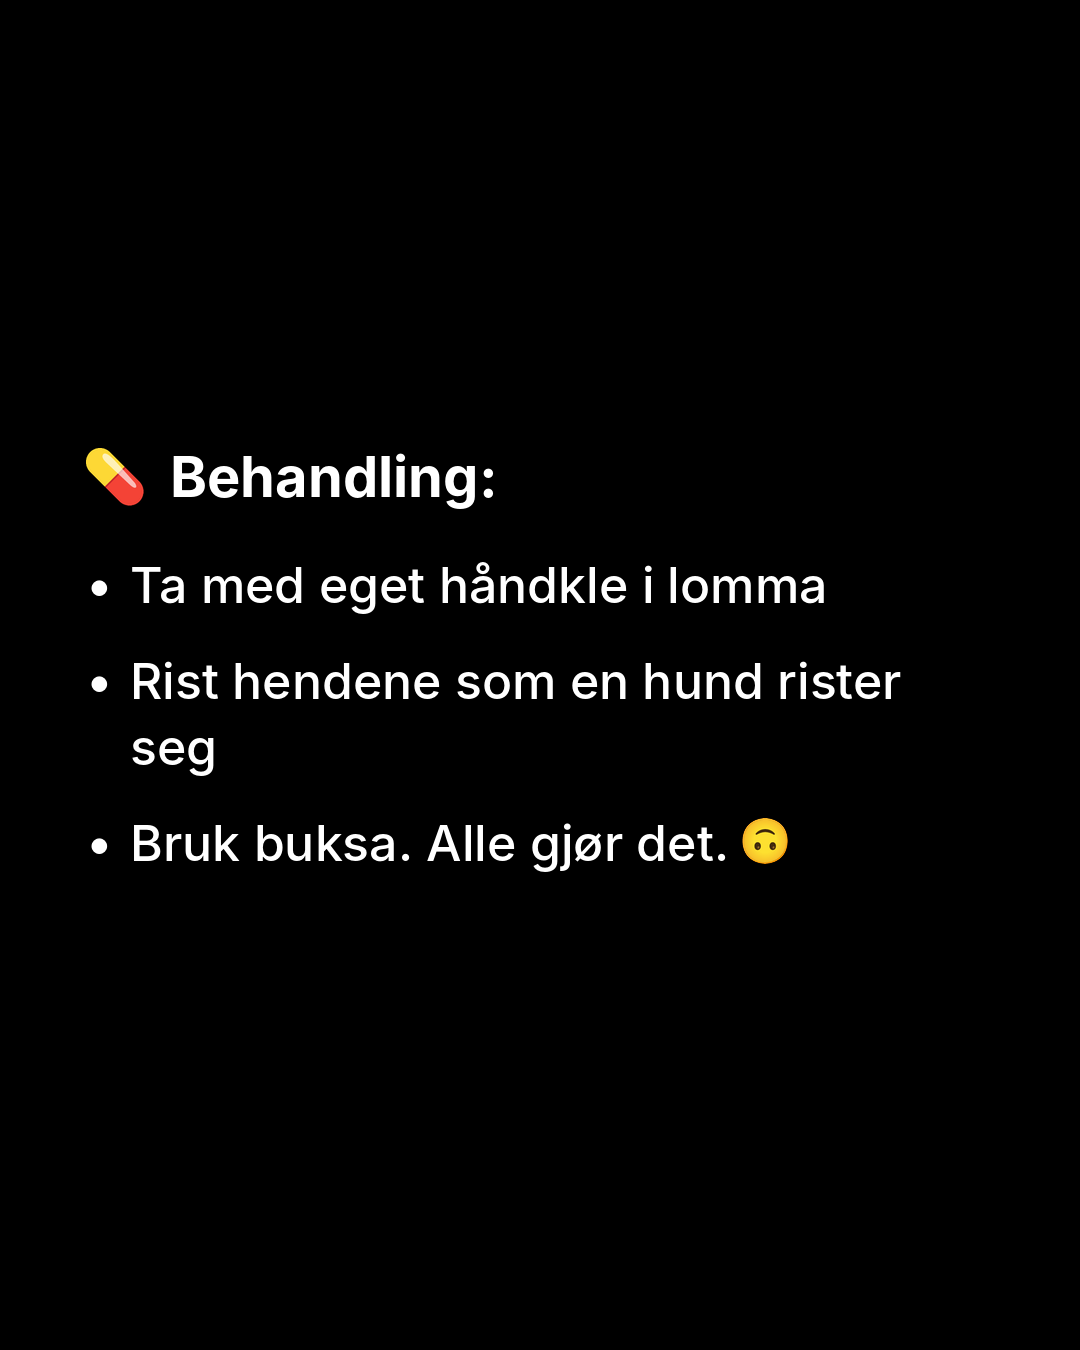 💊 Behandling:
• Ta med eget håndkle i lomma
• Rist hendene som en hund rister
seg
• Bruk buksa. Alle gjør det. 🙃